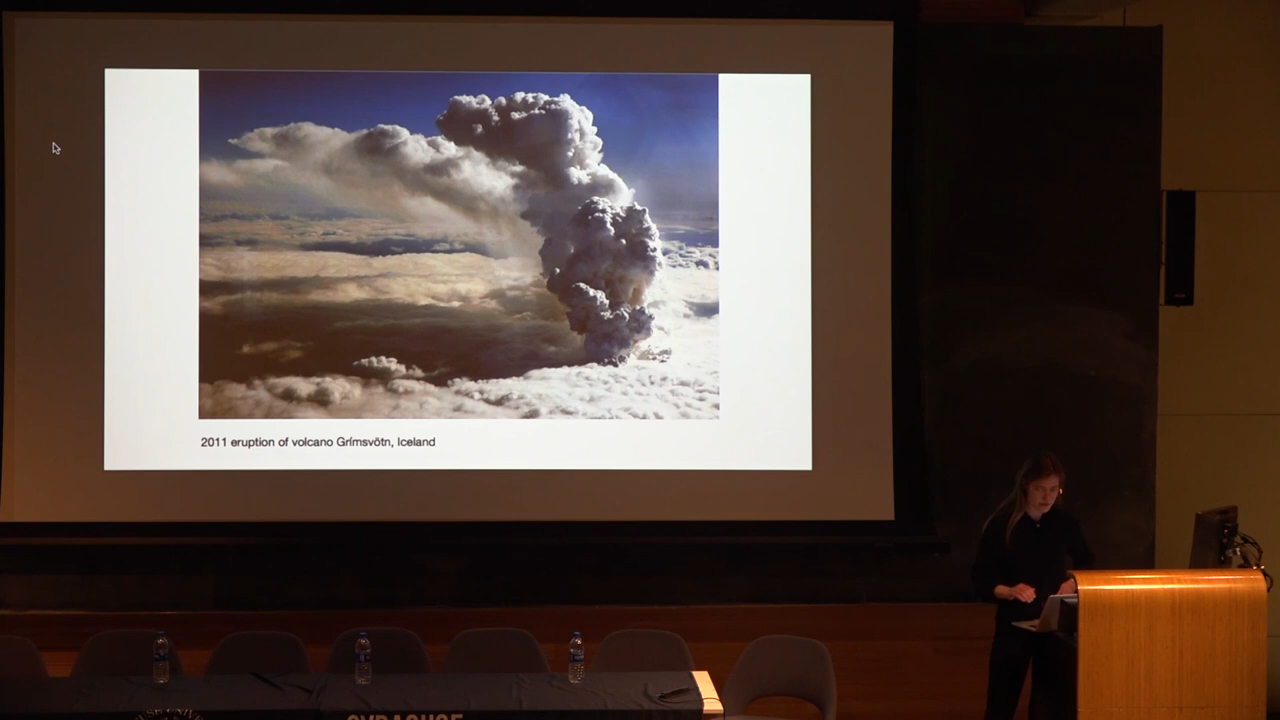 2011 eruption of volcano Grímsvötn, Iceland
SYRACUSE